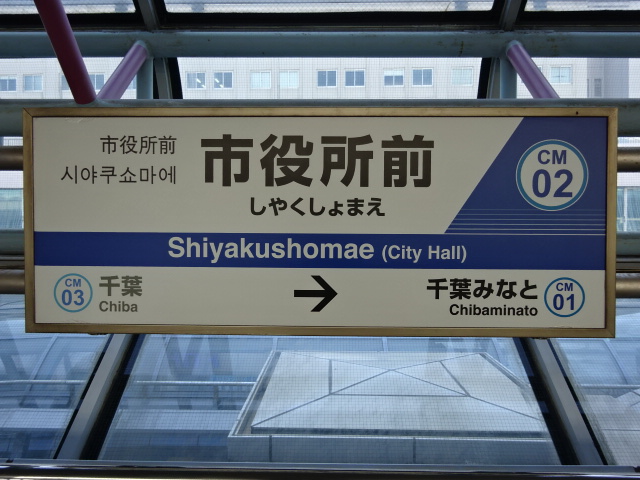 市役所前
시야쿠쇼마에
市役所前
しやくしょまえ
CM
02
Shiyakushomae (City Hall)
CM
03
千葉
Chiba
→
千葉みなと
Chibaminato
CM
01